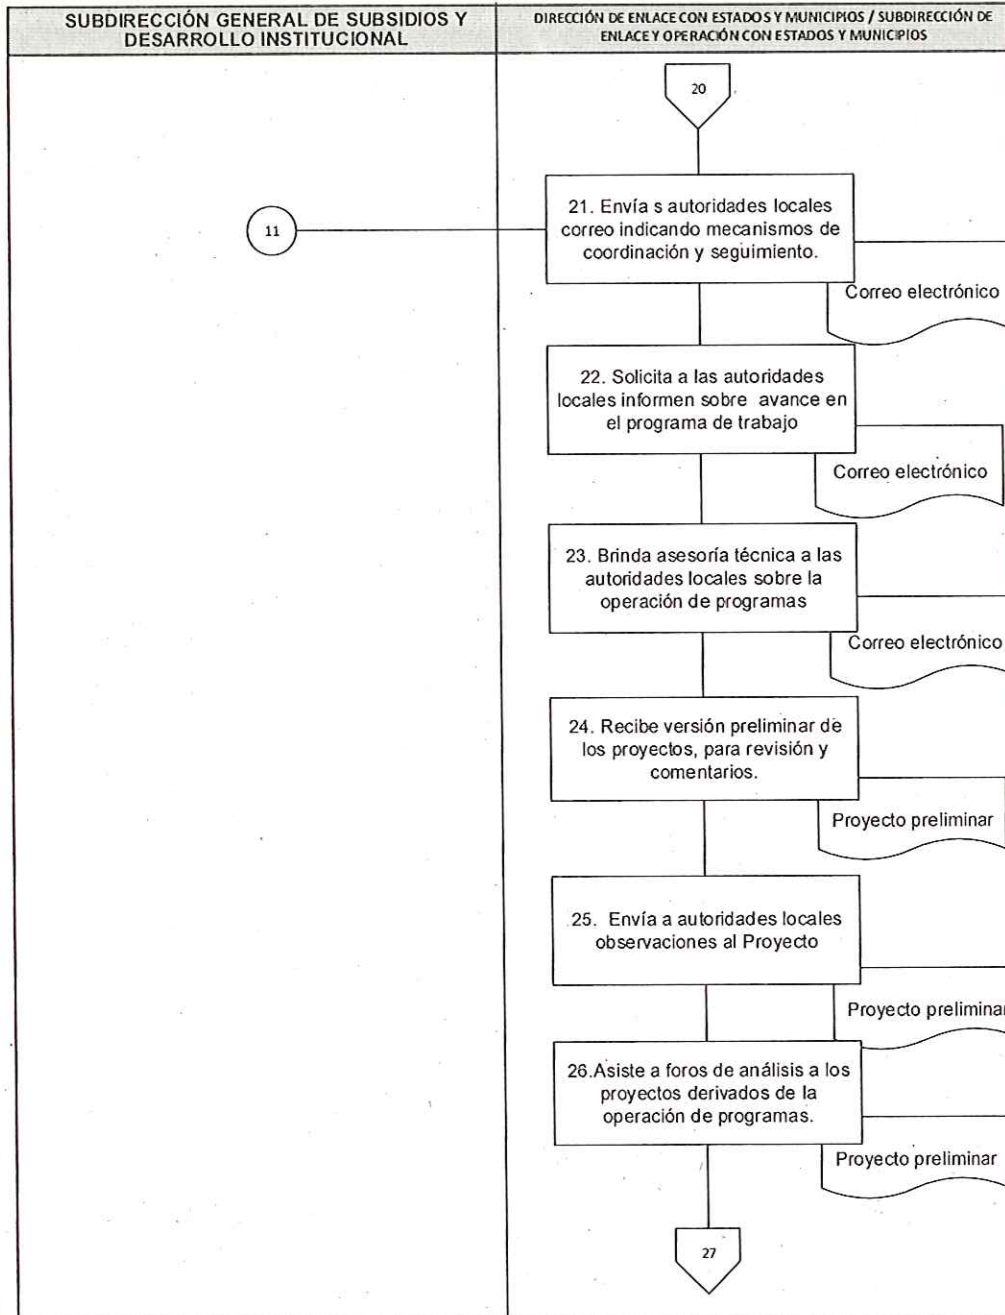 SUBDIRECCIÓN GENERAL DE SUBSIDIOS Y
DESARROLLO INSTITUCIONAL
DIRECCIÓN DE ENLACE CON ESTADOS Y MUNICIPIOS / SUBDIRECCIÓN DE
ENLACE Y OPERACIÓN CON ESTADOS Y MUNICIPIOS
20
11
21. Envía s autoridades locales
correo indicando mecanismos de
coordinación y seguimiento.
Correo electrónico
22. Solicita a las autoridades
locales informen sobre avance en
el programa de trabajo
Correo electrónico
23. Brinda asesoría técnica a las
autoridades locales sobre la
operación de programas
Correo electrónico
24. Recibe versión preliminar de
los proyectos, para revisión y
comentarios.
Proyecto preliminar
25. Envía a autoridades locales
observaciones al Proyecto
Proyecto preliminar
26.Asiste a foros de análisis a los
proyectos derivados de la
operación de programas.
Proyecto preliminar
27